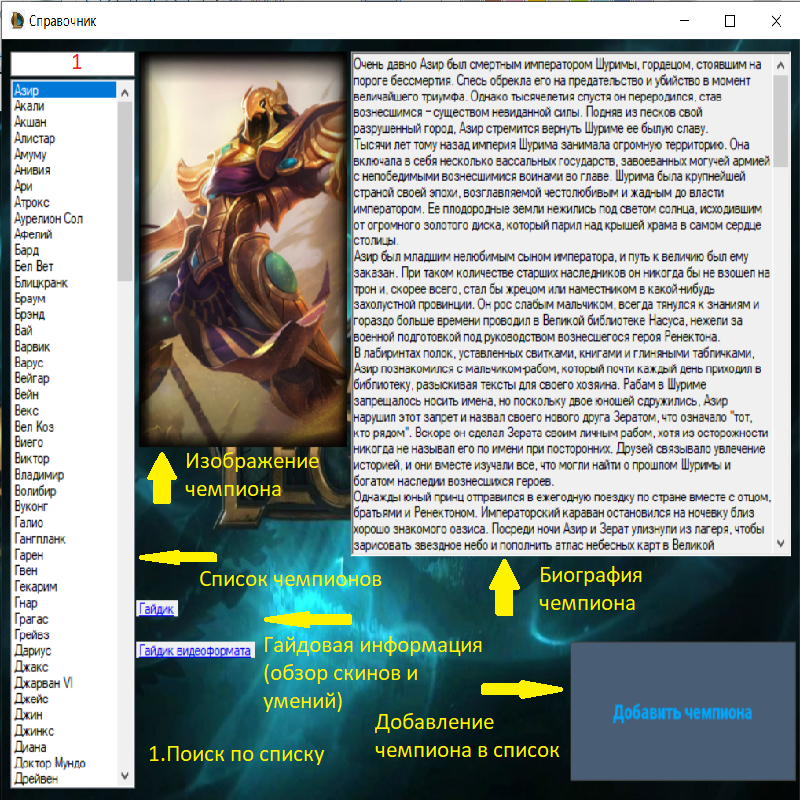 Справочник
1
Азир
Акали
Акшан
Алистар
Амуму
Анивия
Ари
Атрокс
Аурелион Сол
Афелий
Бард
Бел Вет
Блицкранк
Браум
Брэнд
Вай
Варвик
Варус
Вейгар
Вейн
Векс
Вел Коз
Виего
Виктор
Владимир
Волибир
Вуконг
Галио
Гангпланк
Гарен
Гвен
Гекарим
Гнар
Грагас
Грейвз
Дариус
Джакс
Джарван VI
Джейс
Джин
Джинкс
Диана
Доктор Мундо
Дрейвен
Очень давно Азир был смертным императором Шуримы, гордецом, стоявшим на
пороге бессмертия. Спесь обрекла его на предательство и убийство в момент
величайшего триумфа. Однако тысячелетия спустя он переродился, став
вознесшимся – существом невиданной силы. Подняв из песков свой
разрушенный город, Азир стремится вернуть Шуриме ее былую славу.
Тысячи лет тому назад империя Шурима занимала огромную территорию. Она
включала в себя несколько вассальных государств, завоеванных могучей армией
с непобедимыми вознесшимися воинами во главе. Шурима была крупнейшей
страной своей эпохи, возглавляемой честолюбивым и жадным до власти
императором. Ее плодородные земли нежились под светом солнца, исходившим
от огромного золотого диска, который парил над крышей храма в самом сердце
столицы.
Азир был младшим нелюбимым сыном императора, и путь к величию был ему
заказан. При таком количестве старших наследников он никогда бы не взошел на
трон и, скорее всего, стал бы жрецом или наместником в какой-нибудь
захолустной провинции. Он рос слабым мальчиком, всегда тянулся к знаниям и
гораздо больше времени проводил в Великой библиотеке Насуса, нежели за
военной подготовкой под руководством вознесшегося героя Ренектона.
В лабиринтах полок, уставленных свитками, книгами и глиняными табличками,
Азир познакомился с мальчиком-рабом, который почти каждый день приходил в
библиотеку, разыскивая тексты для своего хозяина. Рабам в Шуриме
запрещалось носить имена, но поскольку двое юношей сдружились, Азир
нарушил этот запрет и назвал своего нового друга Зератом, что означало "тот,
кто рядом". Вскоре он сделал Зерата своим личным рабом, хотя из осторожности
никогда не называл его по имени при посторонних. Друзей связывало увлечение
историей, и они вместе изучали все, что могли найти о прошлом Шуримы и
богатом наследии вознесшихся героев.
Однажды юный принц отправился в ежегодную поездку по стране вместе с отцом,
братьями и Ренектоном. Императорский караван остановился на ночевку близ
хорошо знакомого оазиса. Посреди ночи Азир и Зерат улизнули из лагеря, чтобы
зарисовать звездное небо и пополнить атлас небесных карт в Великой
Изображение
чемпиона
Список чемпионов
Биография
чемпиона
Гайдик
Гайдик видеоформата
Гайдовая информация
(обзор скинов и
умений)
Добавление
чемпиона в список
Добавить чемпиона
1.Поиск по списку